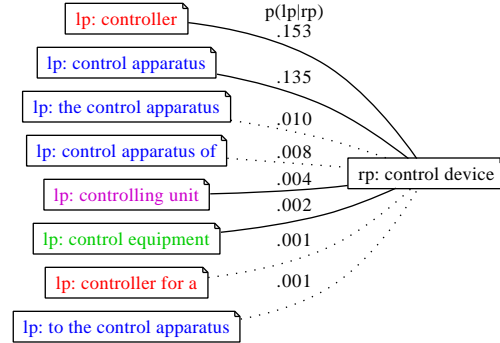 p(lp|rp)
lp: controller
.153
lp: control apparatus
.135
lp: the control apparatus
.010
lp: control apparatus of
.008
rp: control device
lp: controlling unit
.004
lp: control equipment
.002
lp: controller for a
.001
lp: to the control apparatus
.001